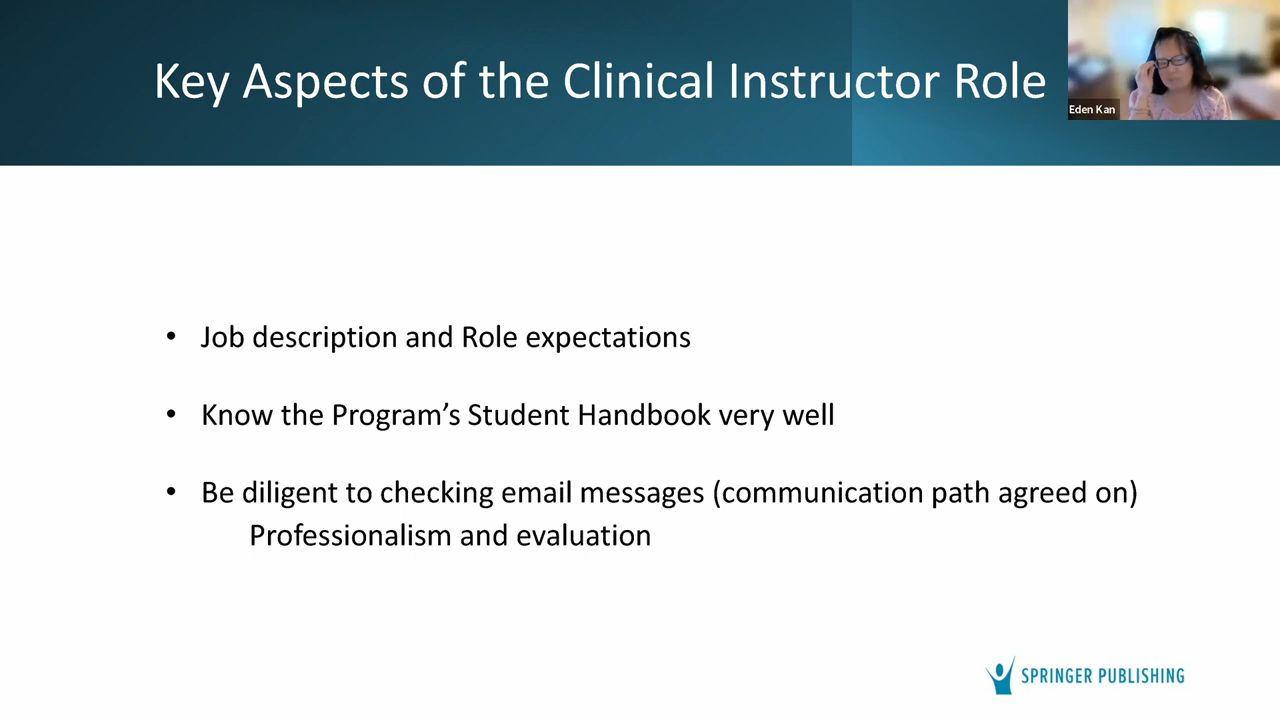 Key Aspects of the Clinical Instructor Role
Eden Kan
• Job description and Role expectations
• Know the Program’s Student Handbook very well
• Be diligent to checking email messages (communication path agreed on)
Professionalism and evaluation
SPRINGER PUBLISHING